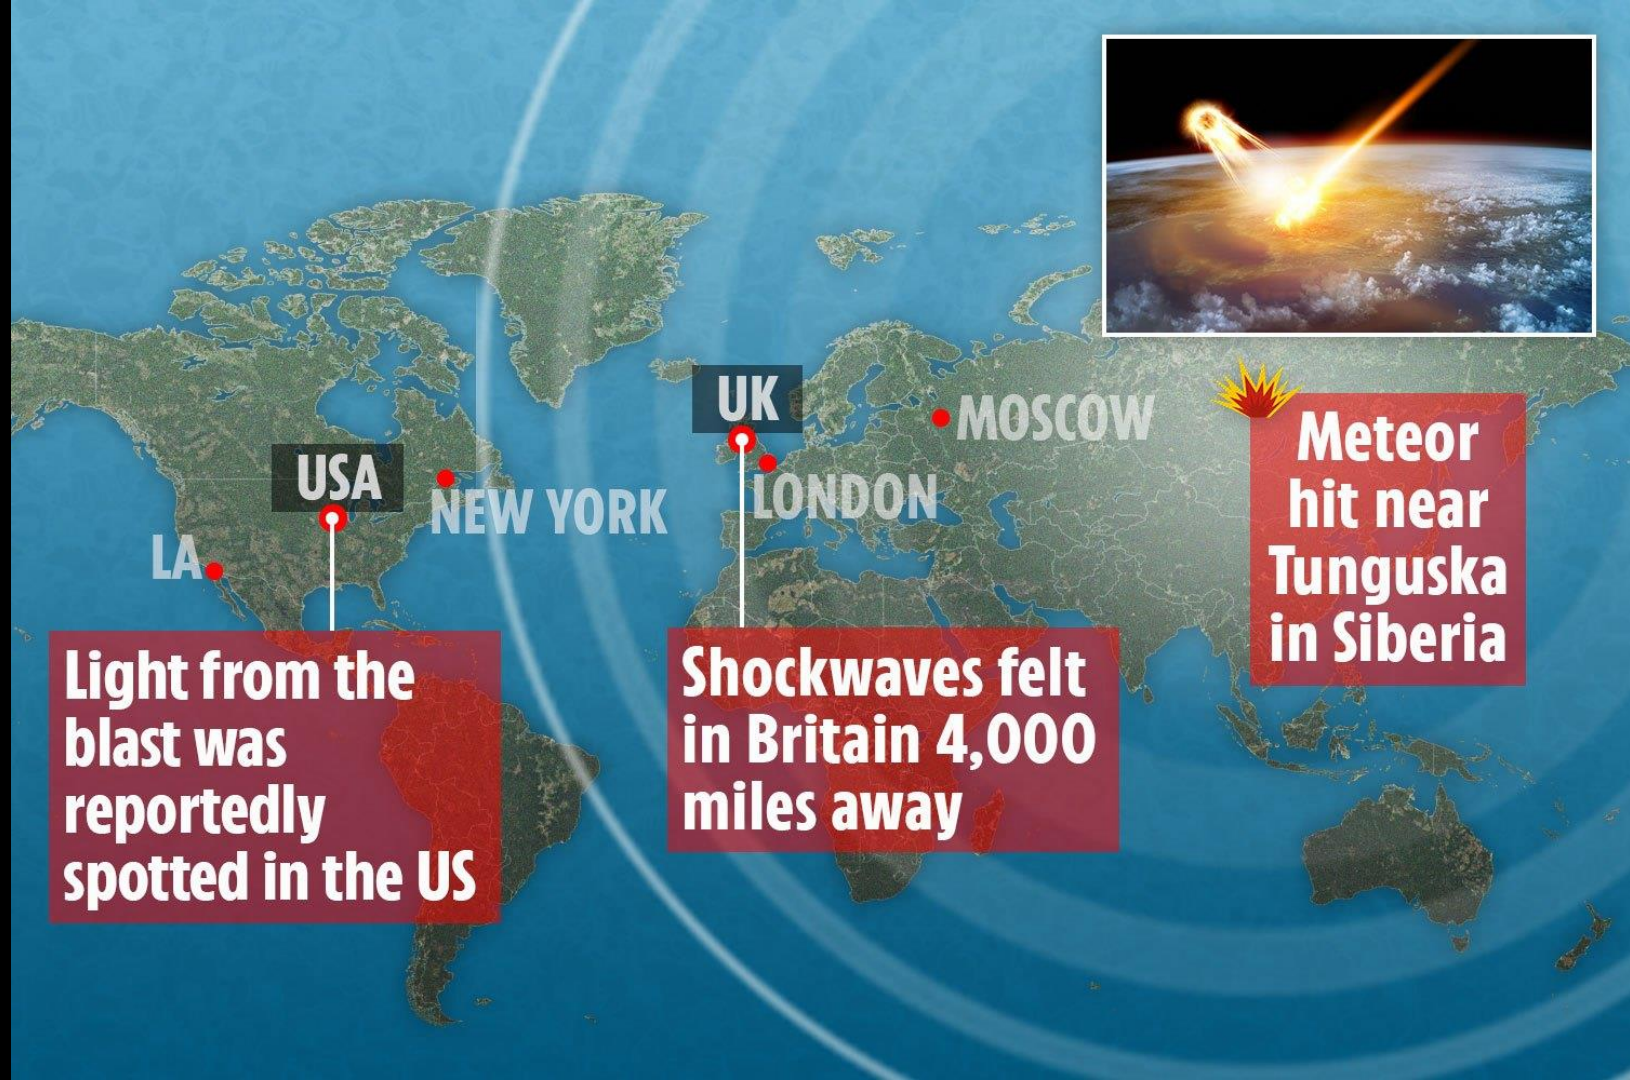 UK
MOSCOW
USA
LONDON
NEW YORK
LA
Meteor
hit near
Tunguska
in Siberia
Light from the
blast was
reportedly
spotted in the US
Shockwaves felt
in Britain 4,000
miles away